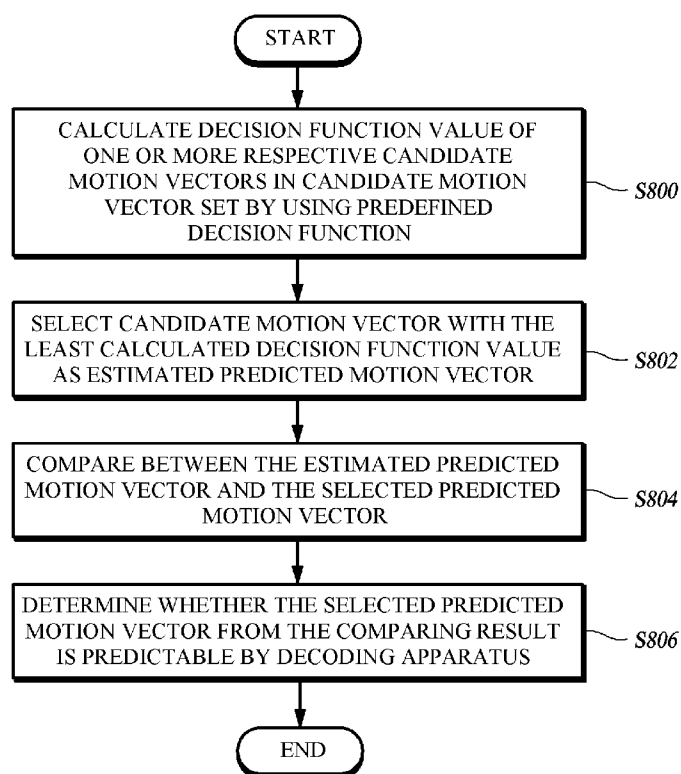 START
CALCULATE DECISION FUNCTION VALUE OF
ONE OR MORE RESPECTIVE CANDIDATE
MOTION VECTORS IN CANDIDATE MOTION
VECTOR SET BY USING PREDEFINED
DECISION FUNCTION
S800
SELECT CANDIDATE MOTION VECTOR WITH THE
LEAST CALCULATED DECISION FUNCTION VALUE
AS ESTIMATED PREDICTED MOTION VECTOR
S802
COMPARE BETWEEN THE ESTIMATED PREDICTED
MOTION VECTOR AND THE SELECTED PREDICTED
MOTION VECTOR
S804
DETERMINE WHETHER THE SELECTED PREDICTED
MOTION VECTOR FROM THE COMPARING RESULT
IS PREDICTABLE BY DECODING APPARATUS
S806
END